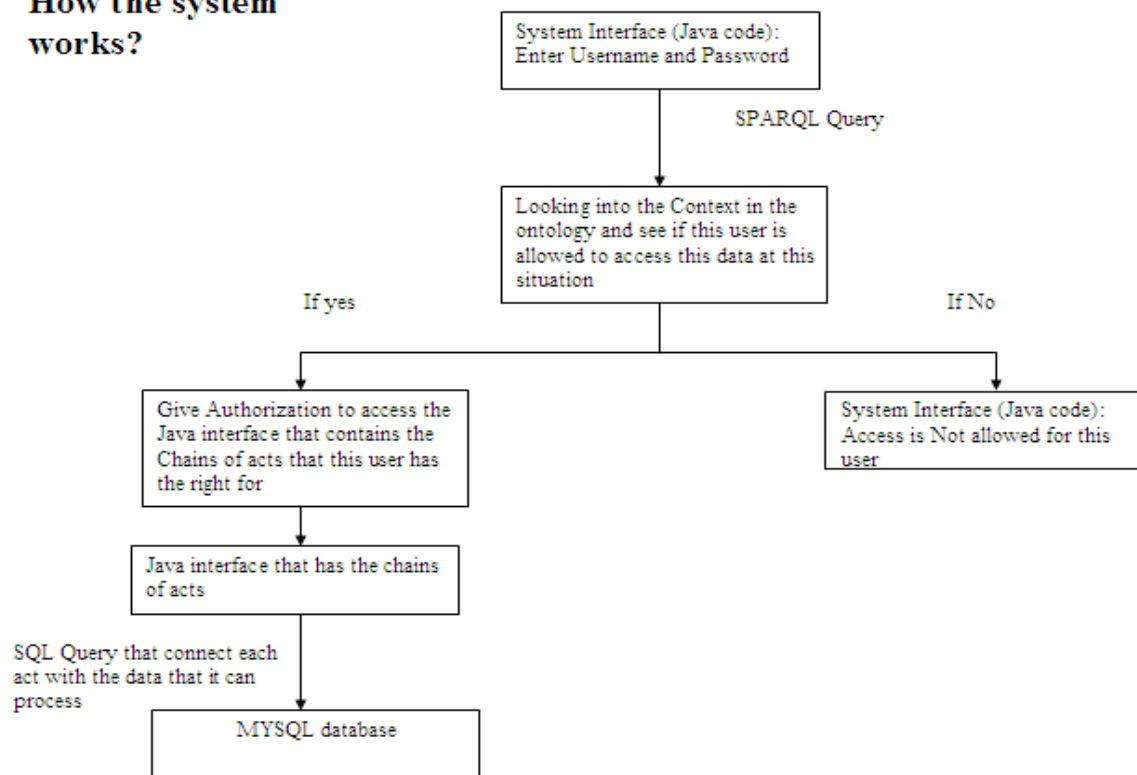 How the system
works?
System Interface (Java code):
Enter Username and Password
SPARQL Query
Looking into the Context in the
ontology and see if this user is
allowed to access this data at this
situation
If yes
If No
Give Authorization to access the
Java interface that contains the
Chains of acts that this user has
the right for
System Interface (Java code):
Access is Not allowed for this
user
Java interface that has the chains
of acts
SQL Query that connect each
act with the data that it can
process
MYSQL database